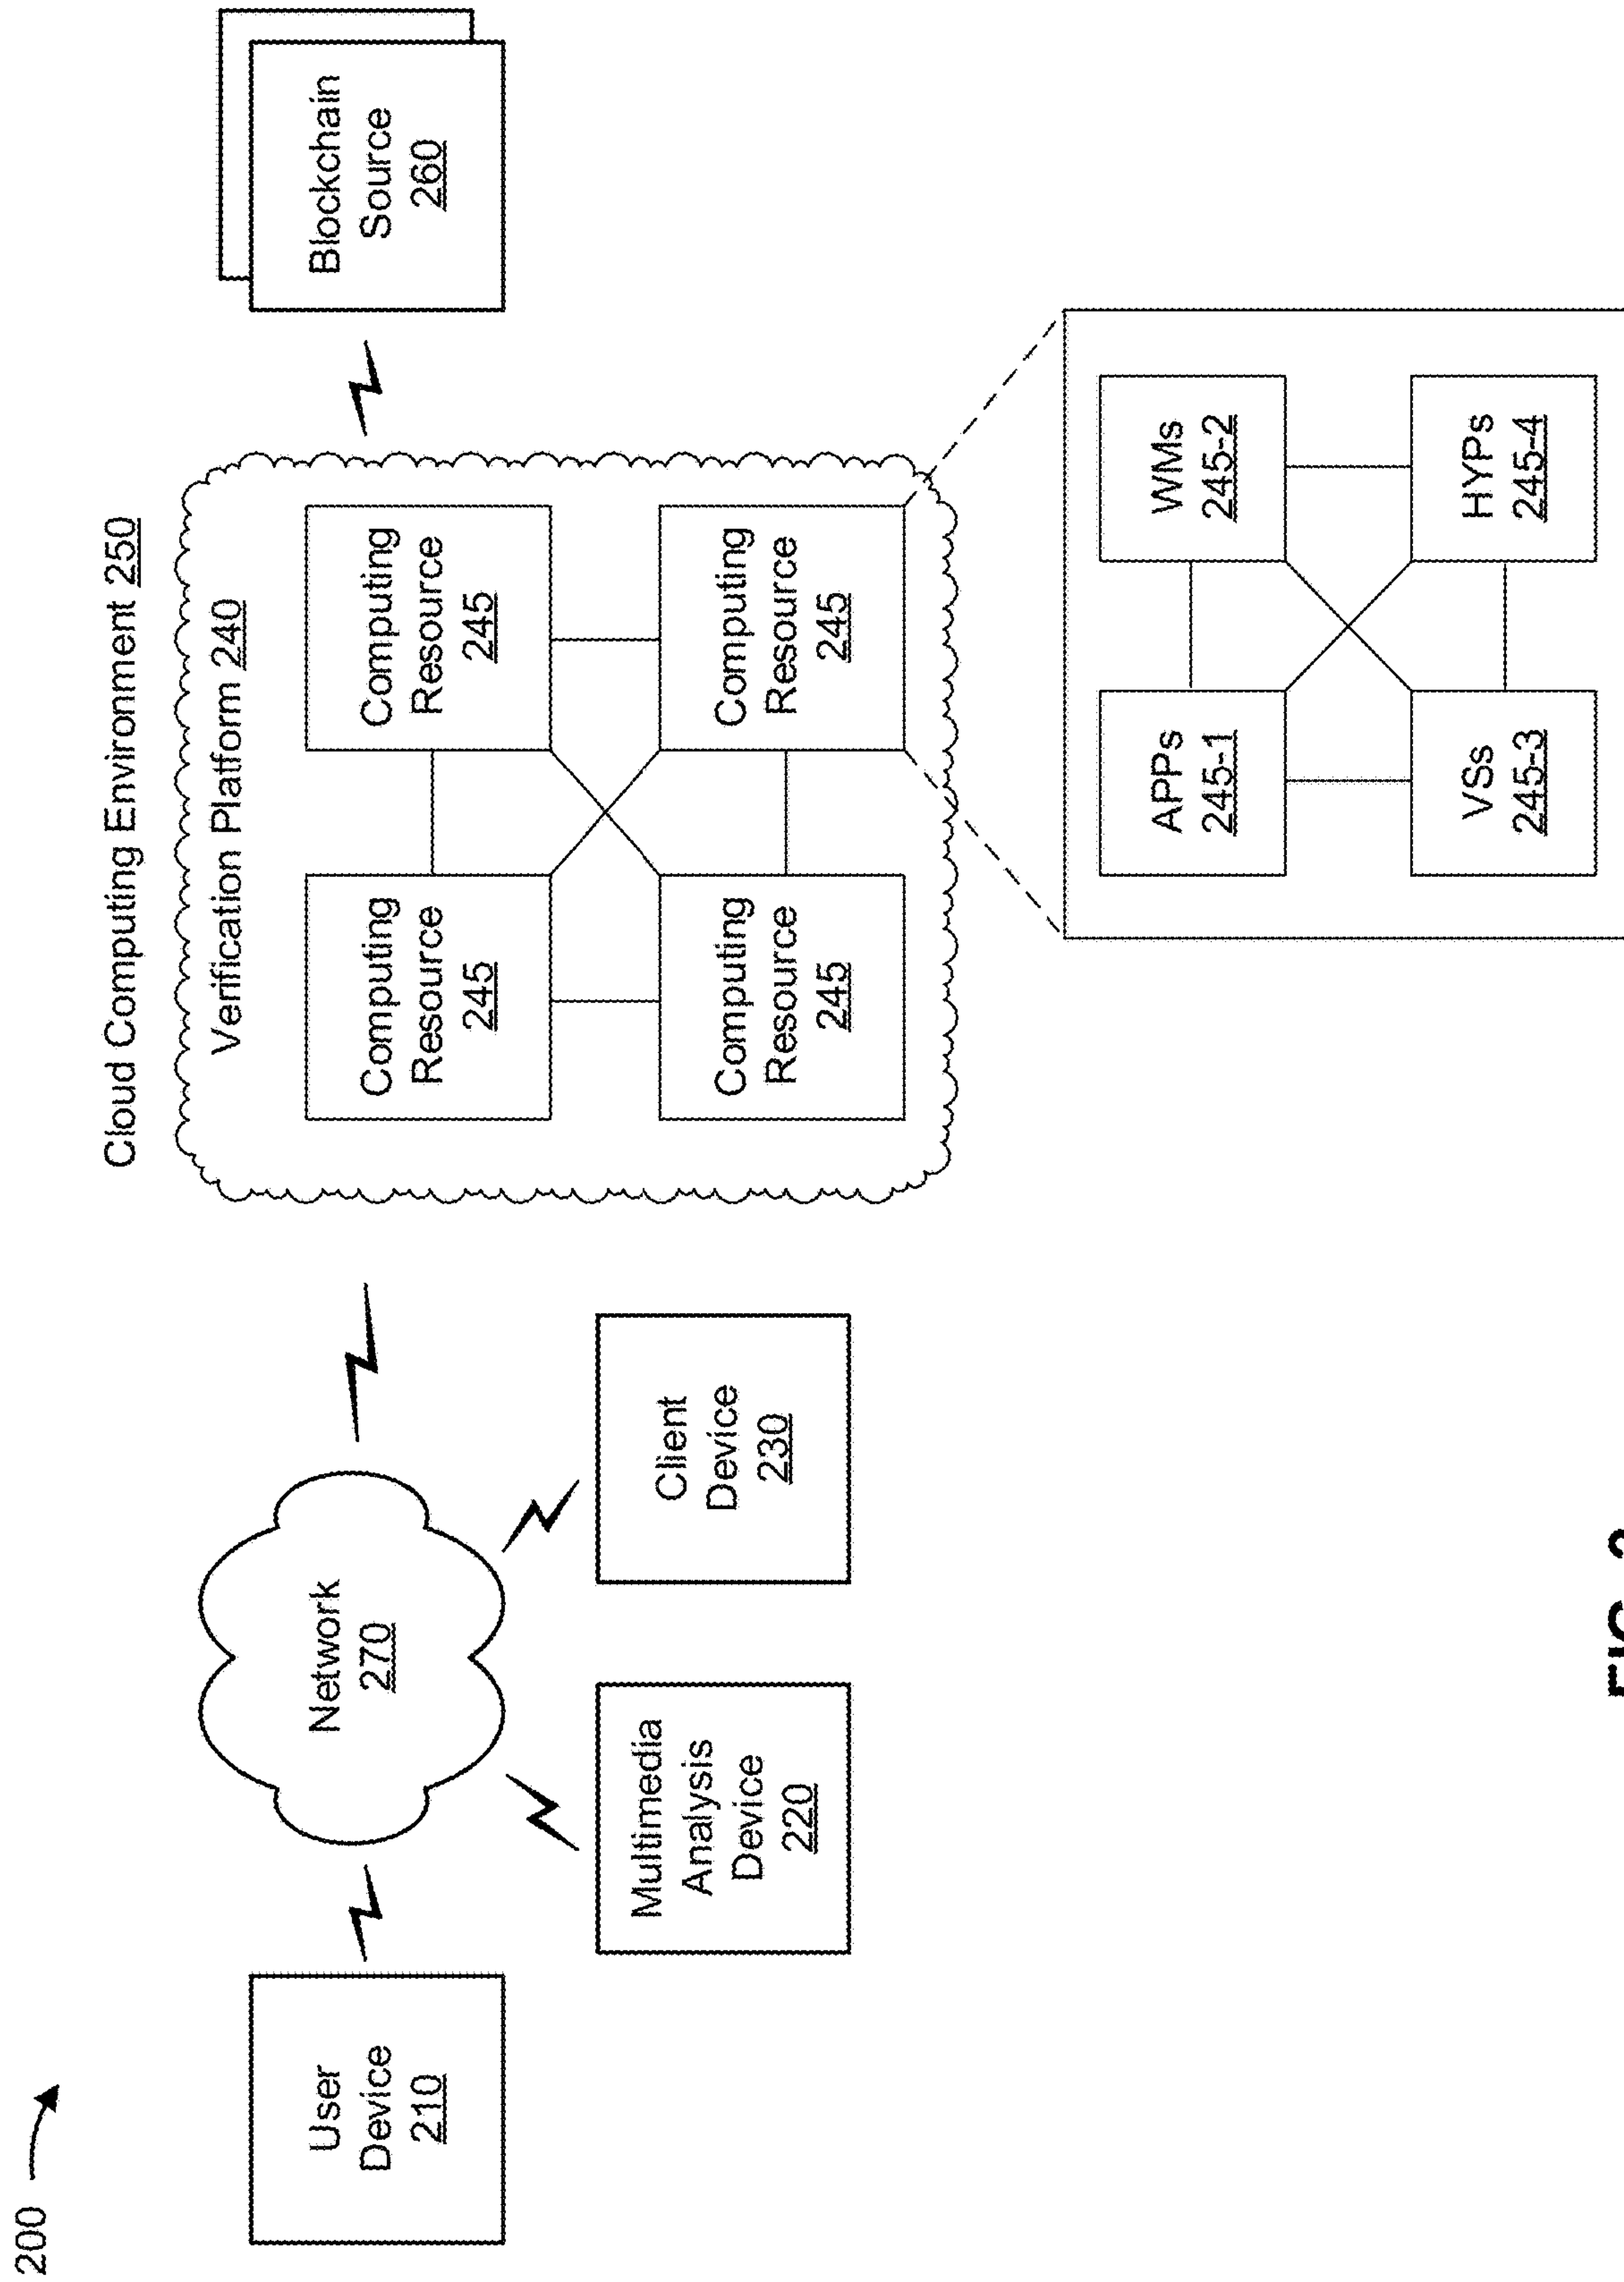 200
Cloud Computing Environment 250
Verification Platform 240
User
Device
210
Network
270
Multimedia
Analysis
Device
220
Client
Device
230
Computing
Resource
245
Computing
Resource
245
Computing
Resource
245
Computing
Resource
245
Blockchain
Source
260
APPs
245-1
WMs
245-2
VSs
245-3
HYPs
245-4